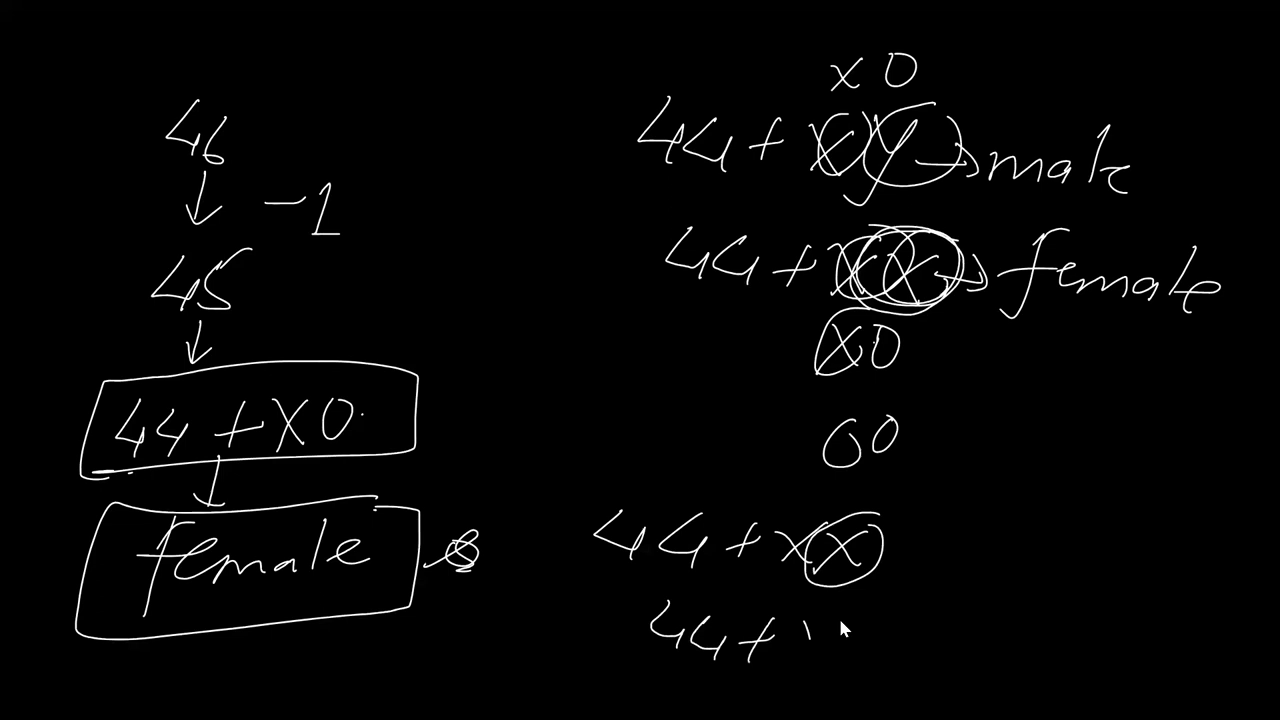 46
-1
45
44 + XO
female
XO
44 + XY → male
44 + XX → female
XO
OO
44 + XX
44 +